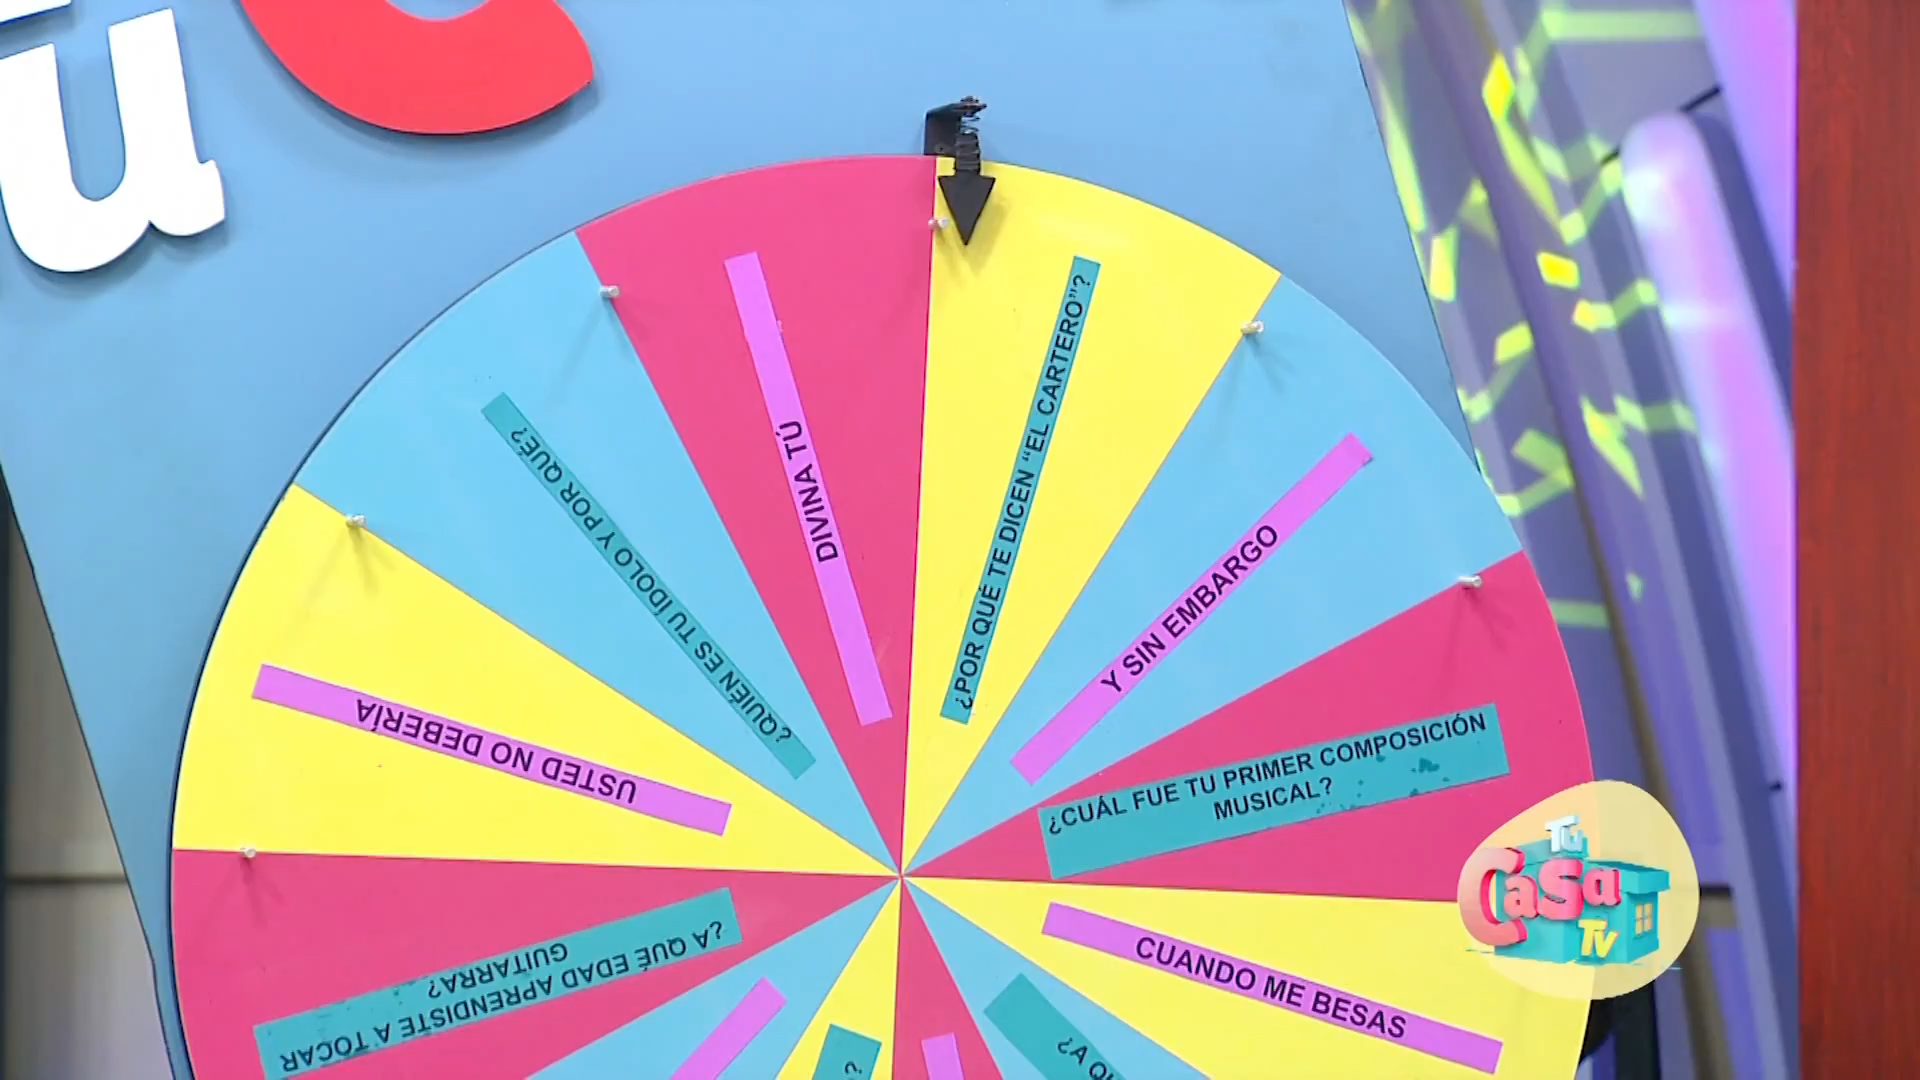 u
DIVINA TÚ
¿POR QUÉ TE DICEN “EL CARTERO”?
Y SIN EMBARGO
¿CUÁL FUE TU PRIMER COMPOSICIÓN
MUSICAL?
CUANDO ME BESAS
¿A QU
?
¿A QUÉ EDAD APRENDISTE A TOCAR
GUITARRA?
USTED NO DEBERÍA
¿QUIÉN ES TU ÍDOLO Y POR QUÉ?
Tu
CaSa
Tv